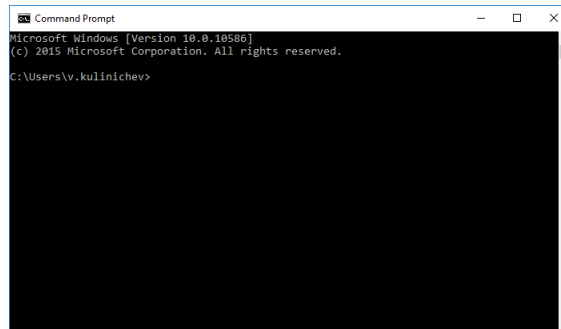 Command Prompt
Microsoft Windows [Version 10.0.10586]
(c) 2015 Microsoft Corporation. All rights reserved.
C:\Users\v.kulinichev>